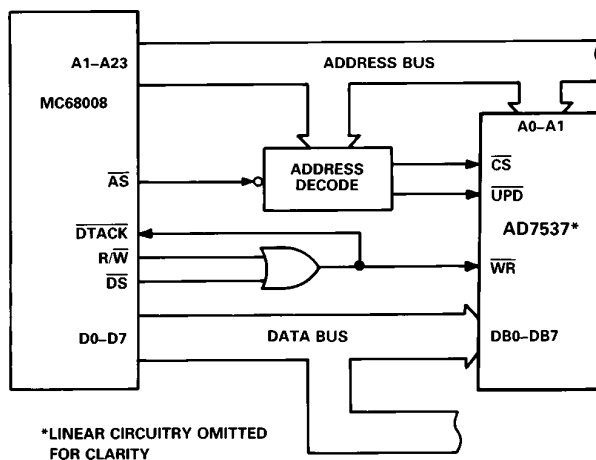 A1–A23
ADDRESS BUS
MC68008
A0–A1
ADDRESS
DECODE
CS
AS
UPD
AD7537*
DTACK
R/W
WR
DS
D0–D7
DATA BUS
DB0–DB7
*LINEAR CIRCUITRY OMITTED
FOR CLARITY